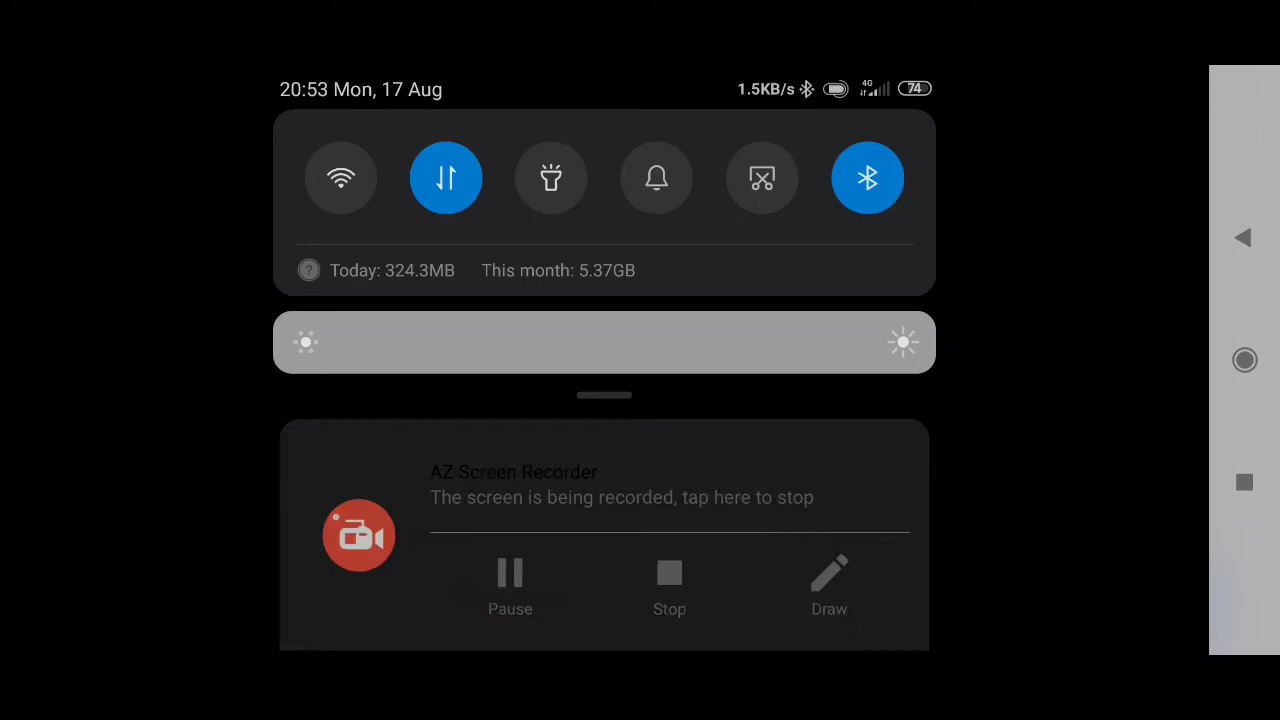 20:53 Mon, 17 Aug 1.5KB/s 4G 74
Today: 324.3MB This month: 5.37GB
AZ Screen Recorder
The screen is being recorded, tap here to stop
Pause Stop Draw